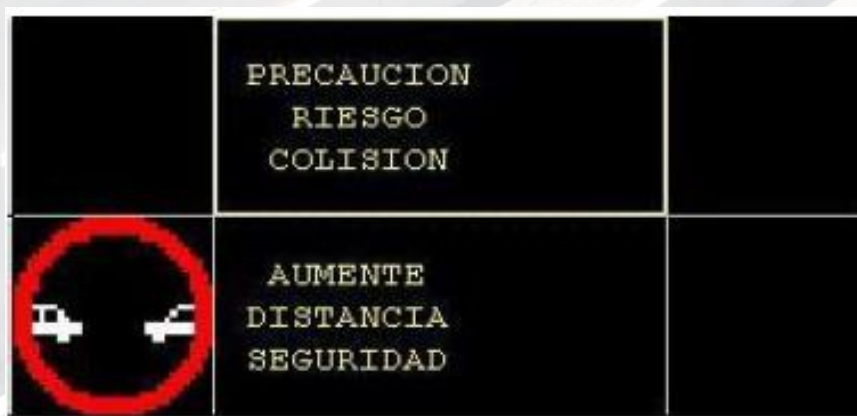 PRECAUCION
RIESGO
COLISION
AUMENTE
DISTANCIA
SEGURIDAD